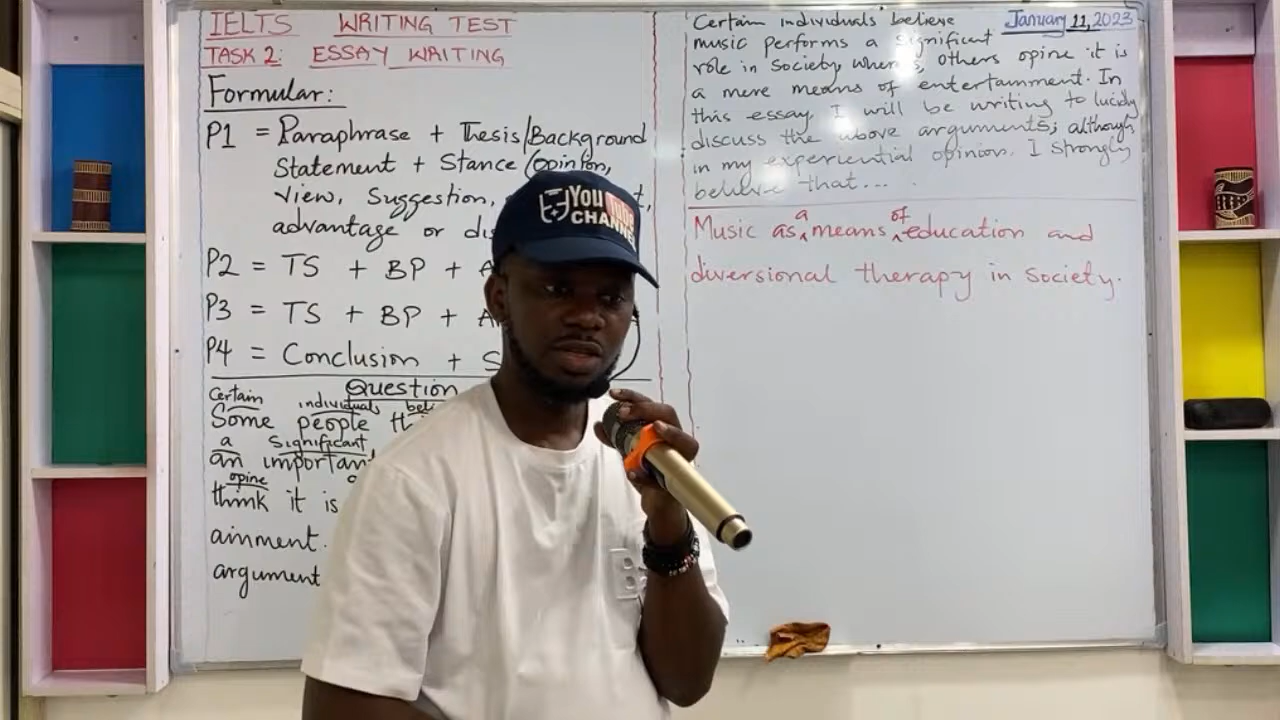 IELTS WRITING TEST
TASK 2: ESSAY WRITING
Formular:
P1 = Paraphrase + Thesis/Background
Statement + Stance (opinion,
view, Suggestion,
advantage or
P2 = TS + BP +
P3 = TS + BP +
P4 = Conclusion +
Question
Certain individuals
Some people
a significant
an important
opine
think it is
ainment.
argument
January 11, 2023
Certain individuals believe
music performs a significant
role in society others opine it is
a mere means of entertainment. In
this essay, I will be writing to lucidly
discuss the above arguments; although,
in my experiential opinion, I strongly
believe that...
a of
Music as means education and
diversional therapy in society.
YOU TUBE
CHANNEL
B